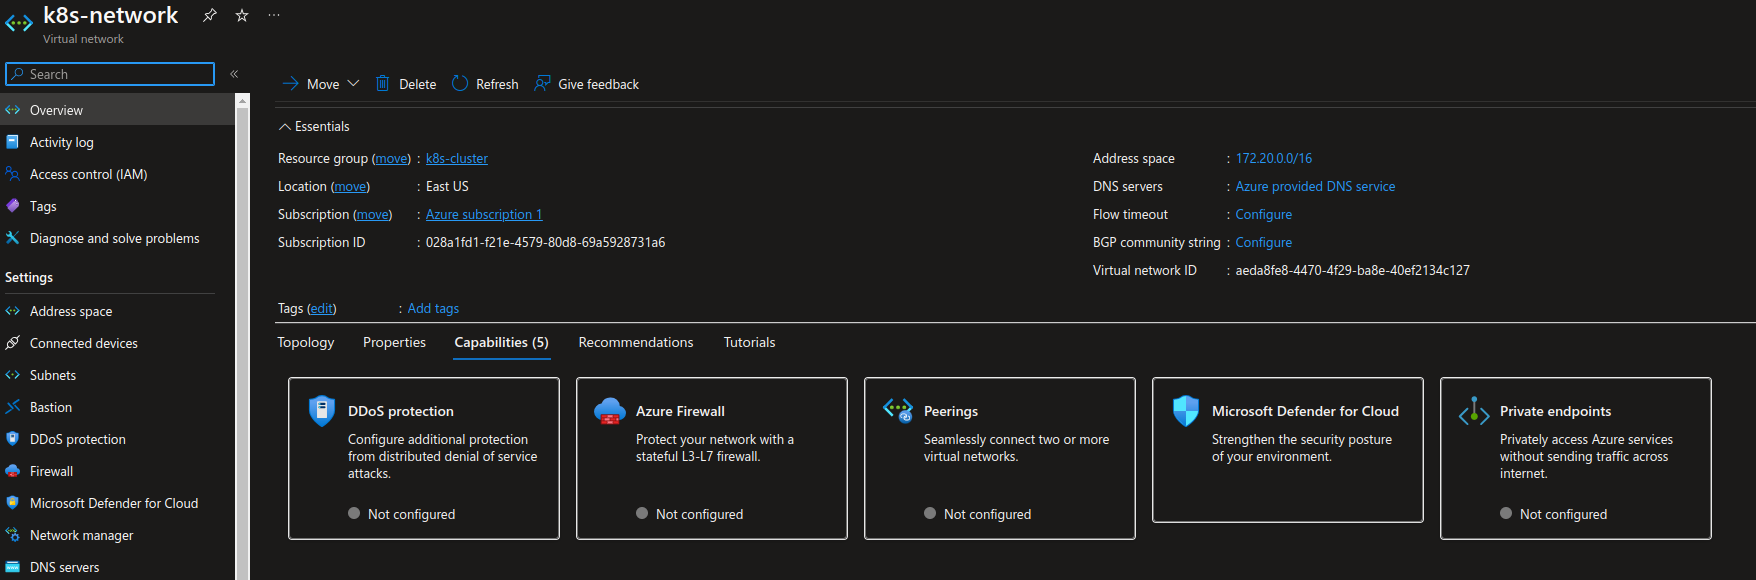 k8s-network
Virtual network
Search
«
Overview
Activity log
Access control (IAM)
Tags
Diagnose and solve problems
Settings
Address space
Connected devices
Subnets
Bastion
DDoS protection
Firewall
Microsoft Defender for Cloud
Network manager
DNS servers
Move
Delete
Refresh
Give feedback
Essentials
Resource group (move) : k8s-cluster
Location (move) : East US
Subscription (move) : Azure subscription 1
Subscription ID : 028a1fd1-f21e-4579-80d8-69a5928731a6
Address space : 172.20.0.0/16
DNS servers : Azure provided DNS service
Flow timeout : Configure
BGP community string : Configure
Virtual network ID : aeda8fe8-4470-4f29-ba8e-40ef2134c127
Tags (edit) : Add tags
Topology Properties Capabilities (5) Recommendations Tutorials
DDoS protection
Configure additional protection
from distributed denial of service
attacks.
Not configured
Azure Firewall
Protect your network with a
stateful L3-L7 firewall.
Not configured
Peerings
Seamlessly connect two or more
virtual networks.
Not configured
Microsoft Defender for Cloud
Strengthen the security posture
of your environment.
Private endpoints
Privately access Azure services
without sending traffic across
internet.
Not configured